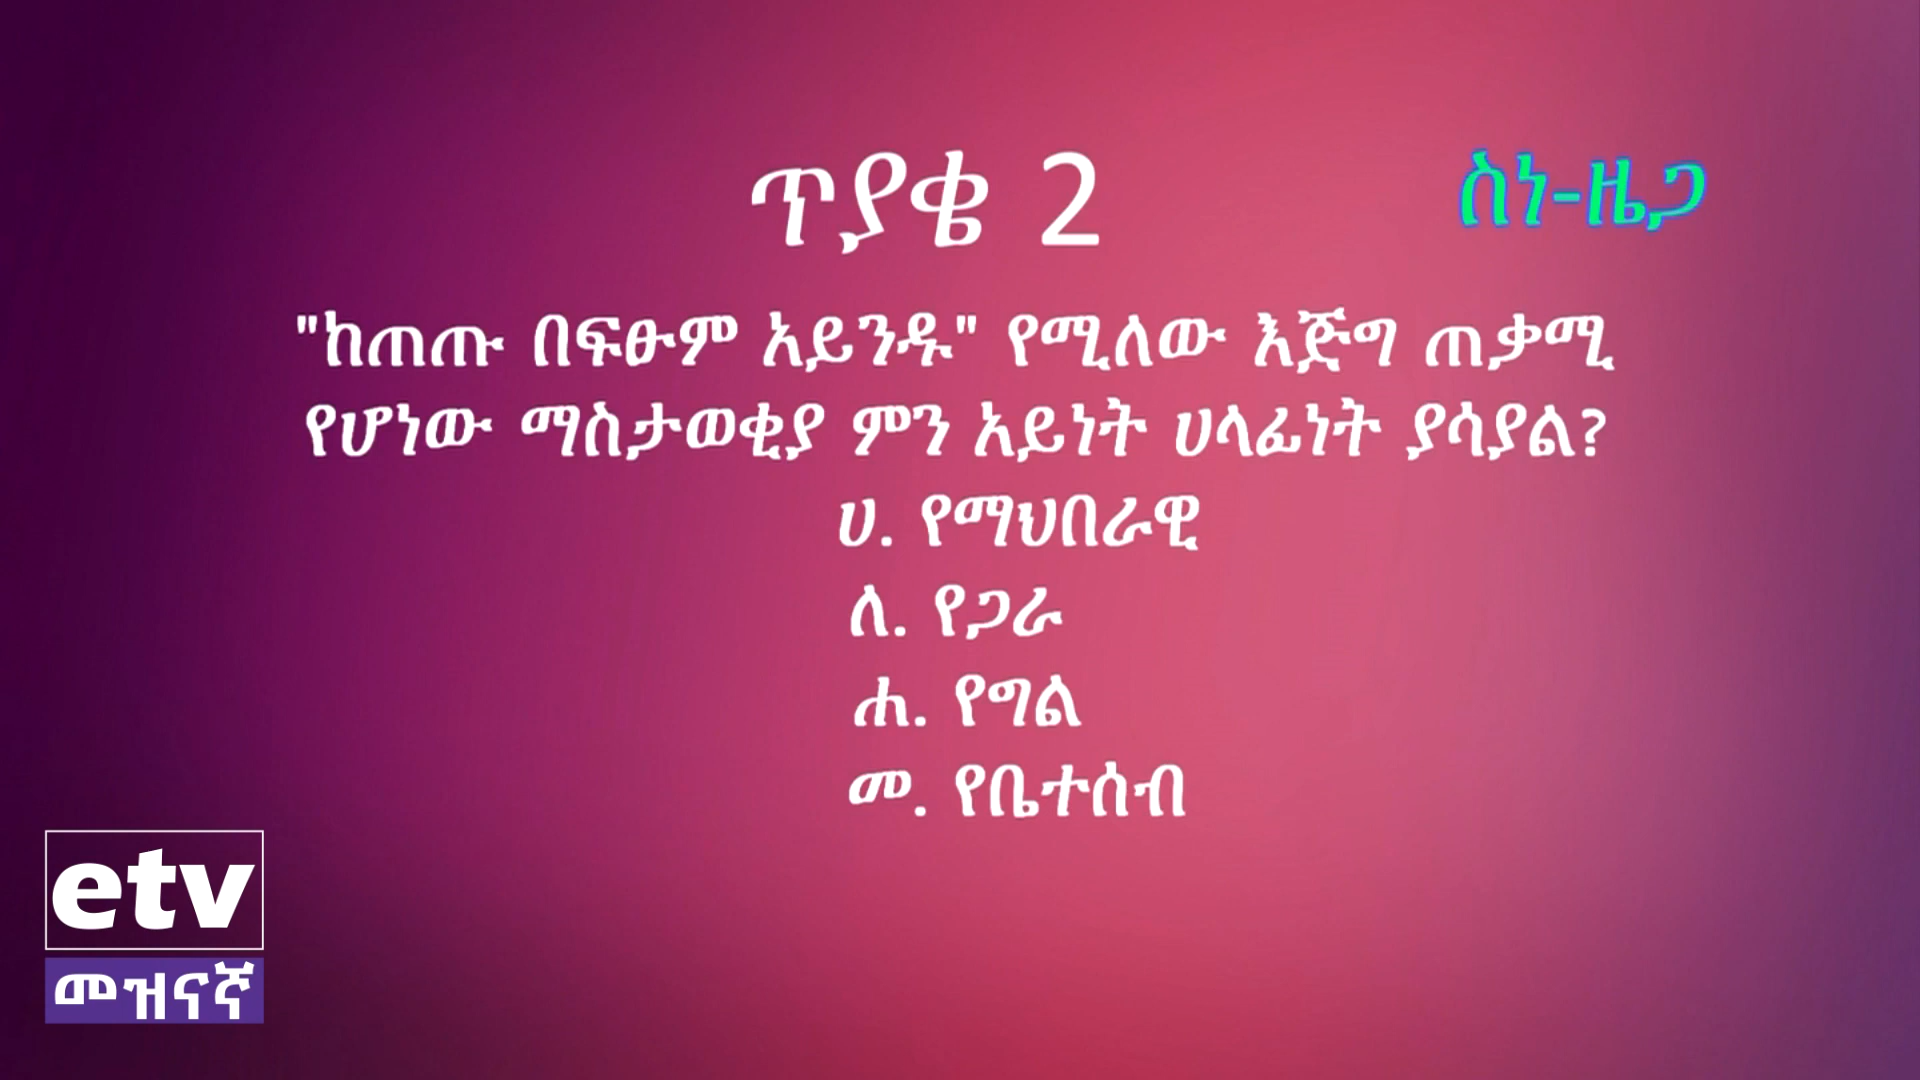 ጥያቄ 2
ስነ-ዜጋ
"ከጠጡ በፍፁም አይንዱ" የሚለው እጅግ ጠቃሚ
የሆነው ማስታወቂያ ምን አይነት ሀላፊነት ያሳያል?
ሀ. የማህበራዊ
ለ. የጋራ
ሐ. የግል
መ. የቤተሰብ
etv
መዝናኛ